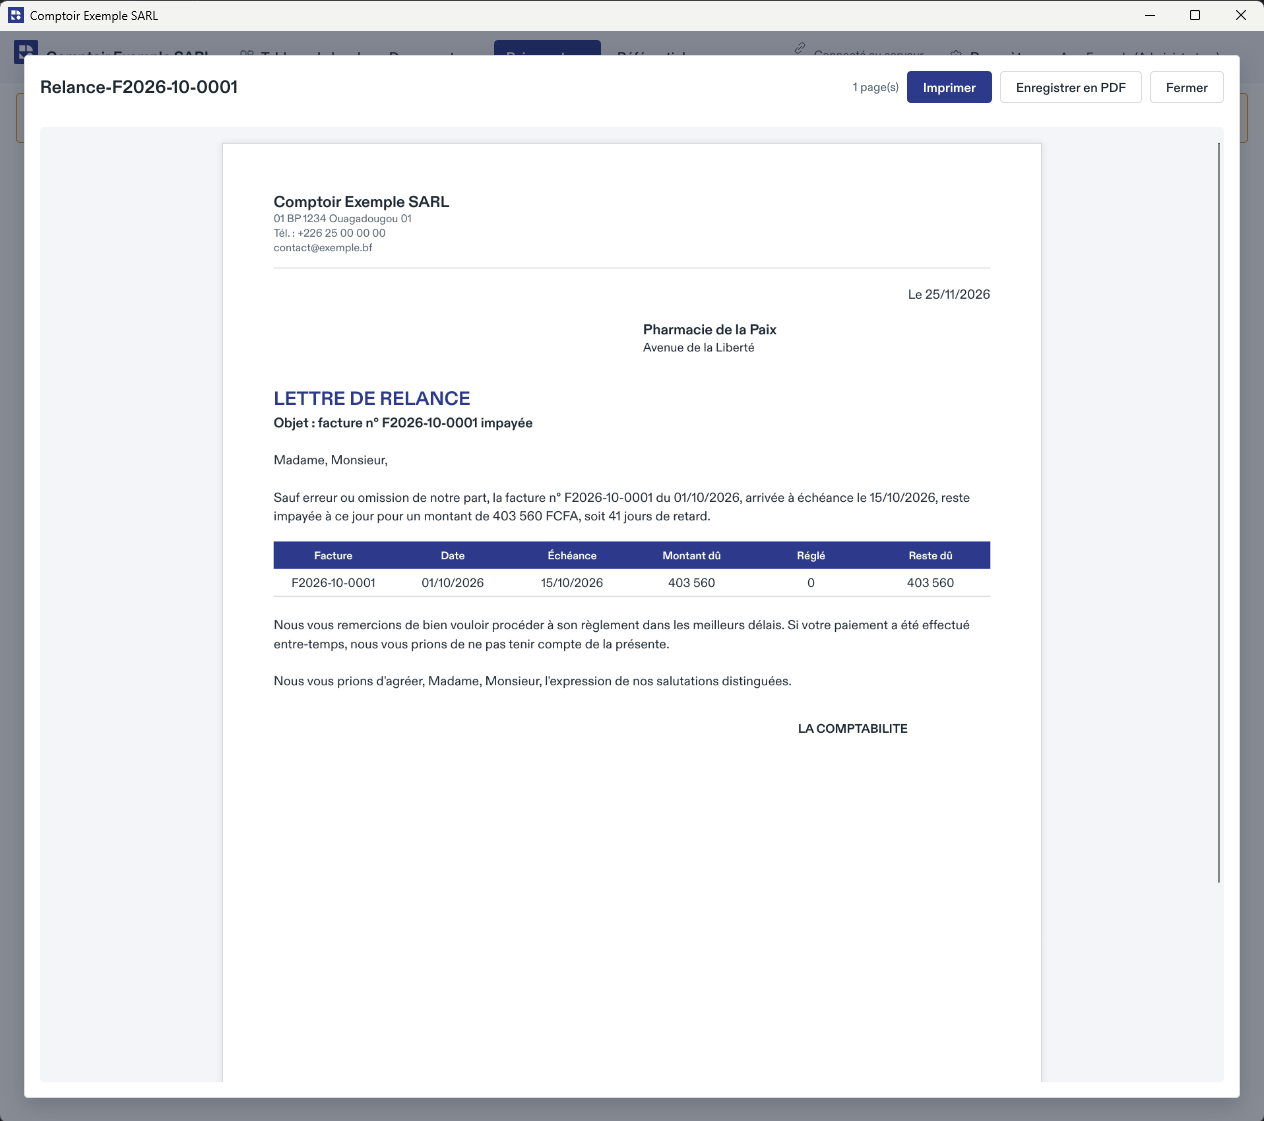 Comptoir Exemple SARL
Relance-F2026-10-0001
1 page(s)
Imprimer
Enregistrer en PDF
Fermer
Comptoir Exemple SARL
01 BP 1234 Ouagadougou 01
Tél. : +226 25 00 00 00
contact@exemple.bf
Le 25/11/2026
Pharmacie de la Paix
Avenue de la Liberté
LETTRE DE RELANCE
Objet : facture n° F2026-10-0001 impayée
Madame, Monsieur,
Sauf erreur ou omission de notre part, la facture n° F2026-10-0001 du 01/10/2026, arrivée à échéance le 15/10/2026, reste
impayée à ce jour pour un montant de 403 560 FCFA, soit 41 jours de retard.
Facture Date Échéance Montant dû Réglé Reste dû
F2026-10-0001 01/10/2026 15/10/2026 403 560 0 403 560
Nous vous remercions de bien vouloir procéder à son règlement dans les meilleurs délais. Si votre paiement a été effectué
entre-temps, nous vous prions de ne pas tenir compte de la présente.
Nous vous prions d'agréer, Madame, Monsieur, l'expression de nos salutations distinguées.
LA COMPTABILITE